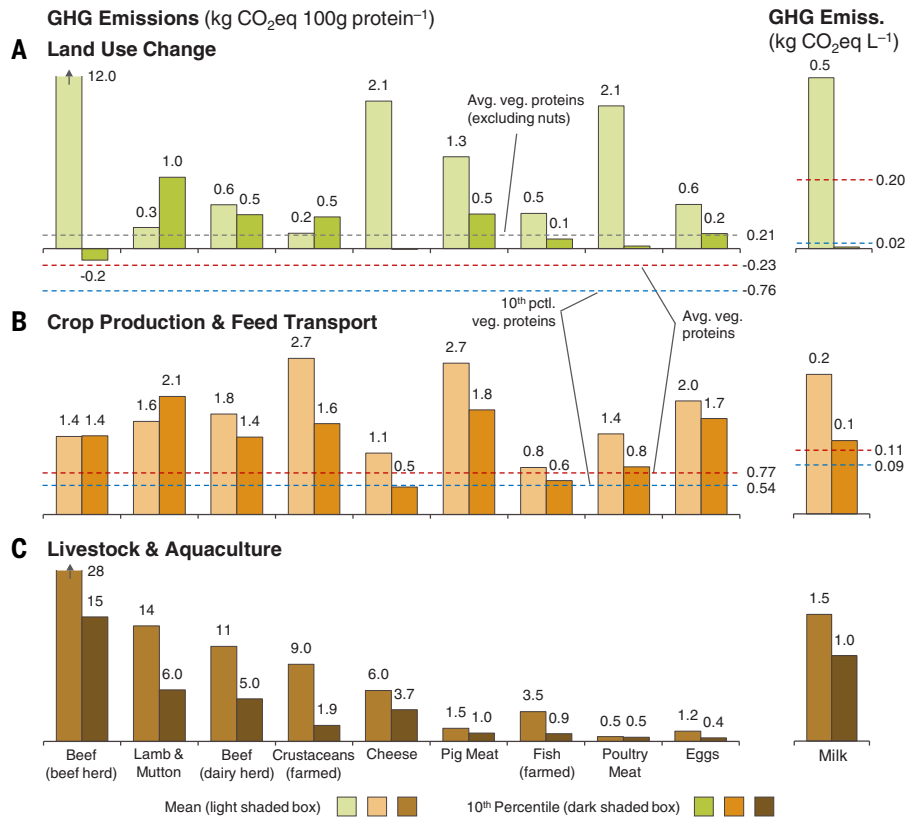 GHG Emissions (kg CO₂eq 100g protein⁻¹)
GHG Emiss.
(kg CO₂eq L⁻¹)
A Land Use Change
12.0
-0.2
0.3
1.0
0.6
0.5
0.2
0.5
2.1
1.3
0.5
0.5
0.1
2.1
0.6
0.2
Avg. veg. proteins
(excluding nuts)
0.21
-0.23
-0.76
0.5
0.20
0.02
10th pctl.
veg. proteins
Avg. veg.
proteins
B Crop Production & Feed Transport
1.4
1.4
1.6
2.1
1.8
1.4
2.7
1.6
1.1
0.5
2.7
1.8
0.8
0.6
1.4
0.8
2.0
1.7
0.77
0.54
0.2
0.1
0.11
0.09
C Livestock & Aquaculture
28
15
14
6.0
11
5.0
9.0
1.9
6.0
3.7
1.5
1.0
3.5
0.9
0.5
0.5
1.2
0.4
1.5
1.0
Beef
(beef herd)
Lamb &
Mutton
Beef
(dairy herd)
Crustaceans
(farmed)
Cheese
Pig Meat
Fish
(farmed)
Poultry
Meat
Eggs
Milk
Mean (light shaded box)
10th Percentile (dark shaded box)